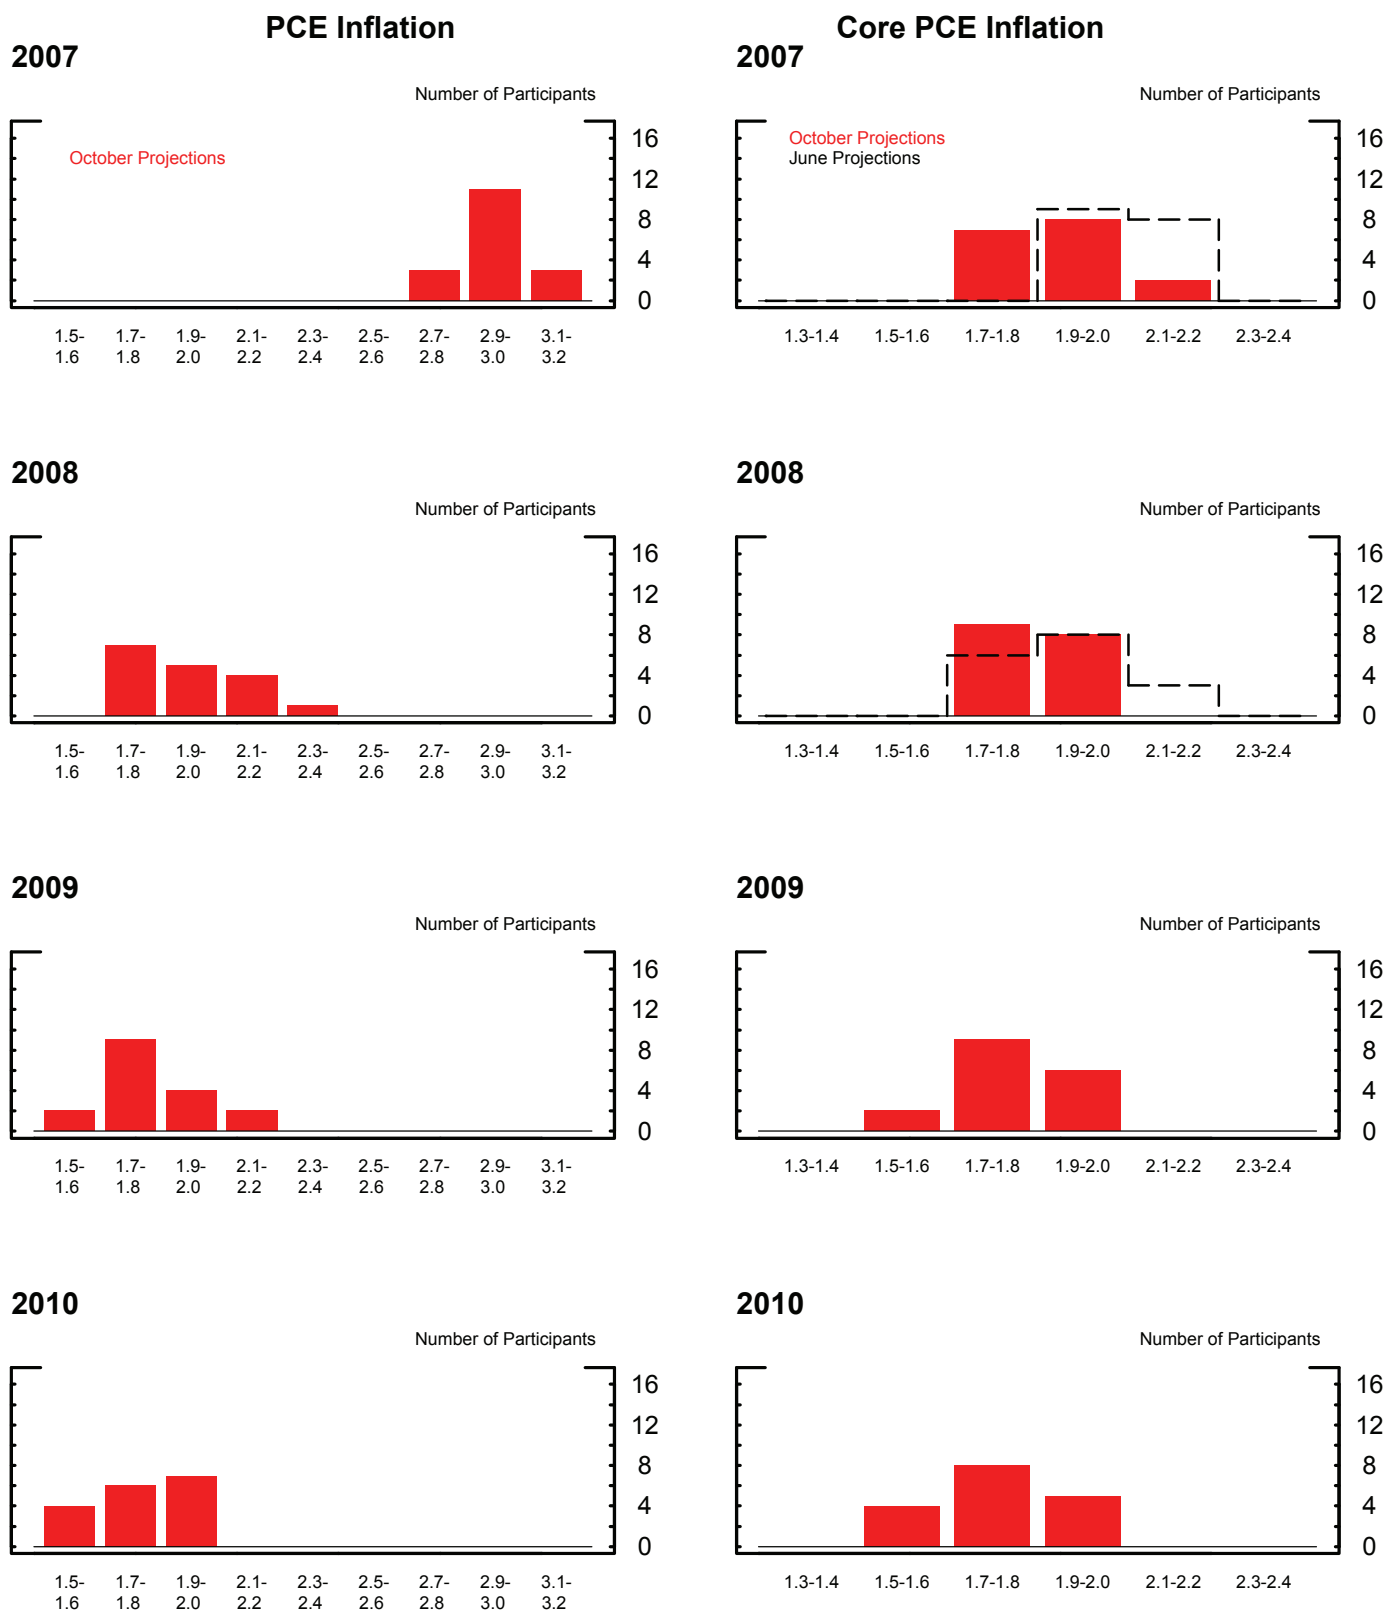 PCE Inflation
2007
Number of Participants
October Projections
16
12
8
4
0
1.5- 1.7- 1.9- 2.1- 2.3- 2.5- 2.7- 2.9- 3.1-
1.6 1.8 2.0 2.2 2.4 2.6 2.8 3.0 3.2
Core PCE Inflation
2007
Number of Participants
October Projections
June Projections
16
12
8
4
0
1.3-1.4 1.5-1.6 1.7-1.8 1.9-2.0 2.1-2.2 2.3-2.4
2008
Number of Participants
16
12
8
4
0
1.5- 1.7- 1.9- 2.1- 2.3- 2.5- 2.7- 2.9- 3.1-
1.6 1.8 2.0 2.2 2.4 2.6 2.8 3.0 3.2
2008
Number of Participants
16
12
8
4
0
1.3-1.4 1.5-1.6 1.7-1.8 1.9-2.0 2.1-2.2 2.3-2.4
2009
Number of Participants
16
12
8
4
0
1.5- 1.7- 1.9- 2.1- 2.3- 2.5- 2.7- 2.9- 3.1-
1.6 1.8 2.0 2.2 2.4 2.6 2.8 3.0 3.2
2009
Number of Participants
16
12
8
4
0
1.3-1.4 1.5-1.6 1.7-1.8 1.9-2.0 2.1-2.2 2.3-2.4
2010
Number of Participants
16
12
8
4
0
1.5- 1.7- 1.9- 2.1- 2.3- 2.5- 2.7- 2.9- 3.1-
1.6 1.8 2.0 2.2 2.4 2.6 2.8 3.0 3.2
2010
Number of Participants
16
12
8
4
0
1.3-1.4 1.5-1.6 1.7-1.8 1.9-2.0 2.1-2.2 2.3-2.4